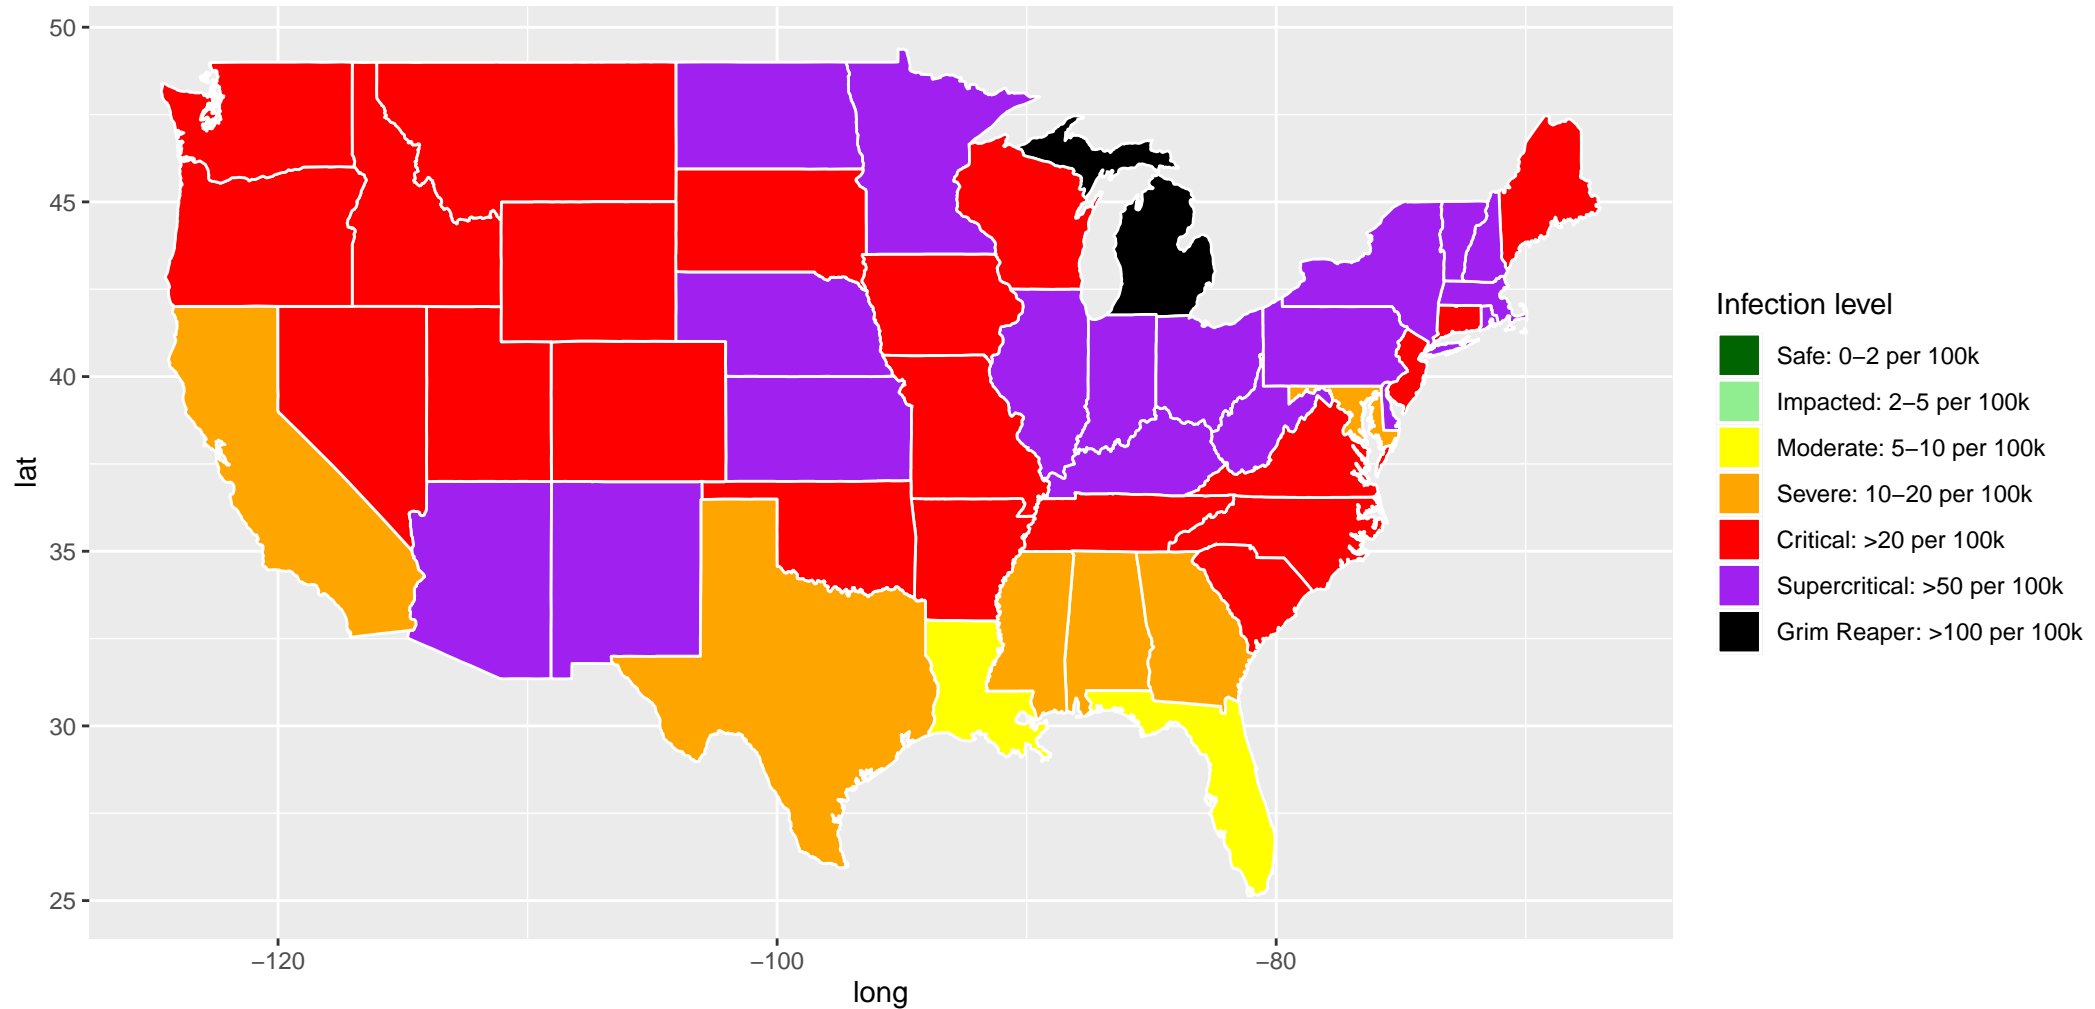 50
45
40
35
30
25
lat
−120
−100
−80
long
Infection level
Safe: 0−2 per 100k
Impacted: 2−5 per 100k
Moderate: 5−10 per 100k
Severe: 10−20 per 100k
Critical: >20 per 100k
Supercritical: >50 per 100k
Grim Reaper: >100 per 100k